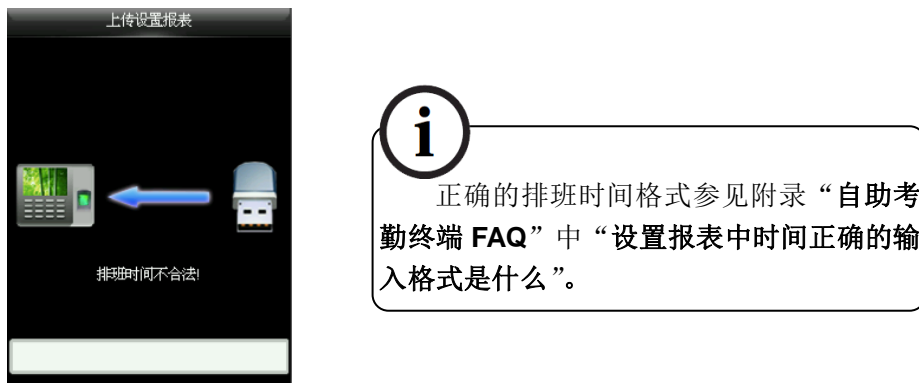 上传设置报表
排班时间不合法!
i
正确的排班时间格式参见附录“自助考
勤终端 FAQ”中“设置报表中时间正确的输
入格式是什么”。